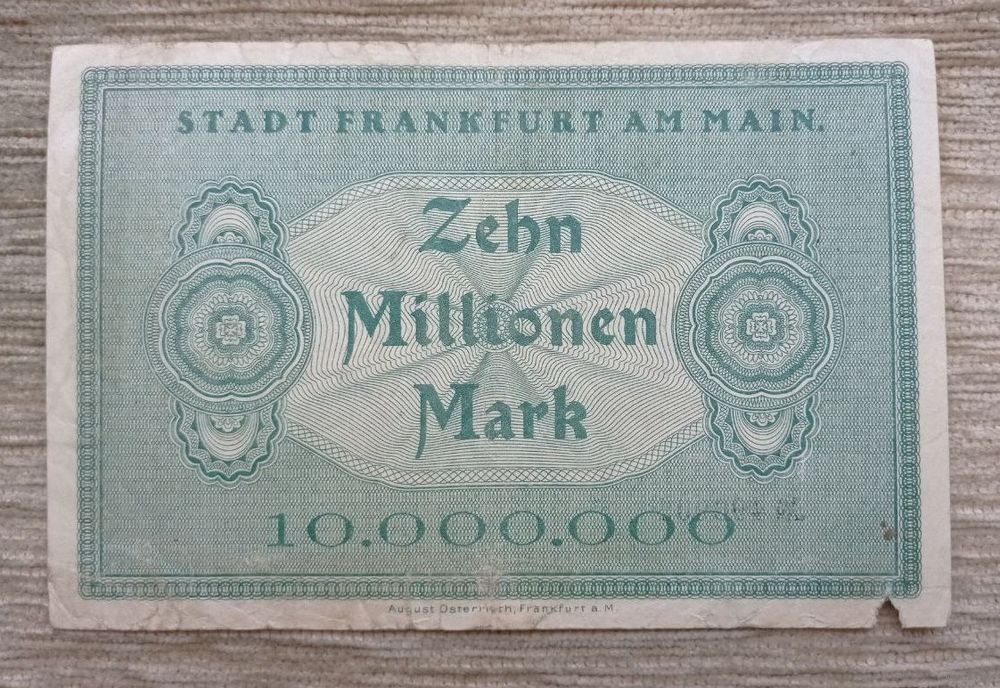 STADT FRANKFURT AM MAIN.
Zehn
Millionen
Mark
10.000.000
August Osterrieth, Frankfurt a. M.